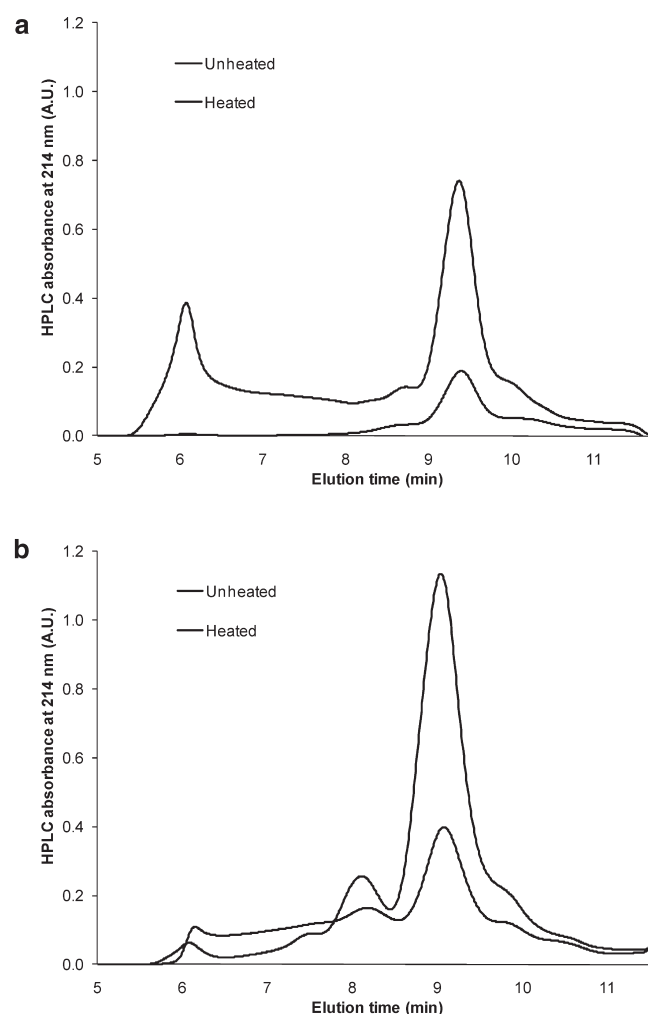 a
1.2
1.0
0.8
0.6
0.4
0.2
0.0
HPLC absorbance at 214 nm (A.U.)
Unheated
Heated
5 6 7 8 9 10 11
Elution time (min)
b
1.2
1.0
0.8
0.6
0.4
0.2
0.0
HPLC absorbance at 214 nm (A.U.)
Unheated
Heated
5 6 7 8 9 10 11
Elution time (min)